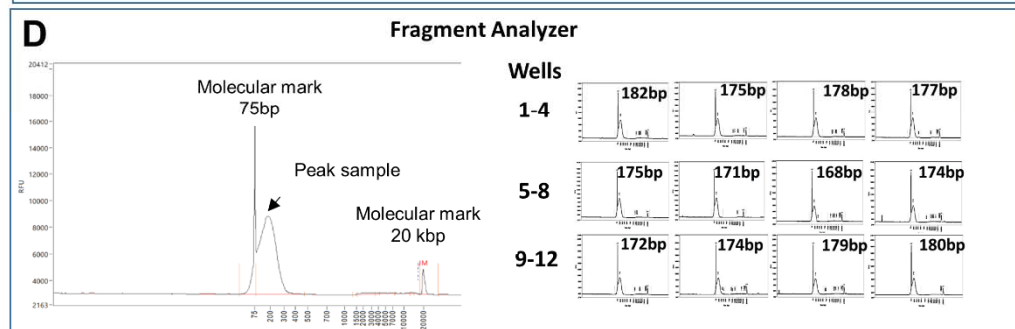 D
Fragment Analyzer
20412
18000
16000
14000
12000
10000
8000
6000
4000
2163
RFU
Molecular mark
75bp
Peak sample
Molecular mark
20 kbp
75
200
300
400
500
700
1000
1500
2000
3000
4000
5000
7000
10000
20000
Wells
1-4
182bp
175bp
178bp
177bp
5-8
175bp
171bp
168bp
174bp
9-12
172bp
174bp
179bp
180bp